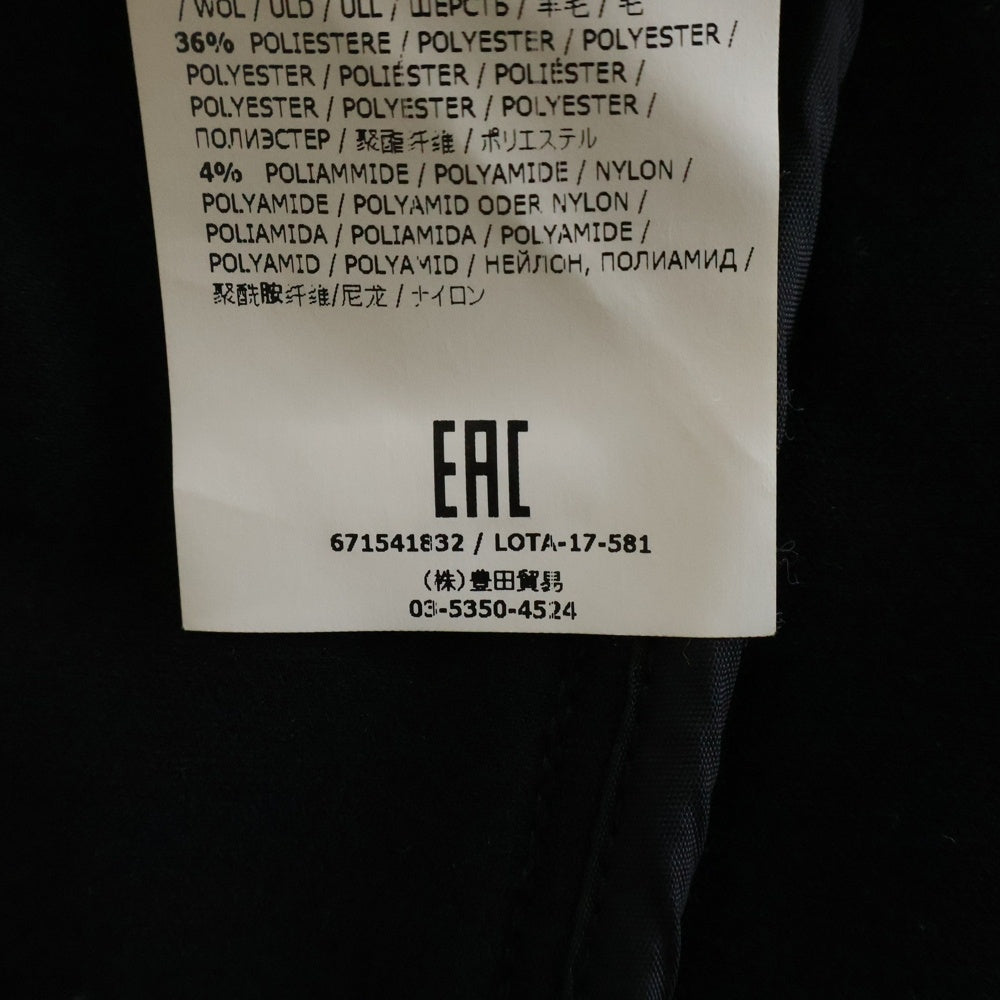 / WOL / ULD / ULL / ШЕРСТЬ / 羊毛 / 毛
36% POLIESTERE / POLYESTER / POLYESTER /
POLYESTER / POLIÉSTER / POLIÉSTER /
POLYESTER / POLYESTER / POLYESTER /
ПОЛИЭСТЕР / 聚酯纤维 / ポリエステル
4% POLIAMMIDE / POLYAMIDE / NYLON /
POLYAMIDE / POLYAMID ODER NYLON /
POLIAMIDA / POLIAMIDA / POLYAMIDE /
POLYAMID / POLYAMID / НЕЙЛОН, ПОЛИАМИД /
聚酰胺纤维/尼龙 / ナイロン
EAC
671541832 / LOTA-17-581
(株)豊田貿易
03-5350-4524